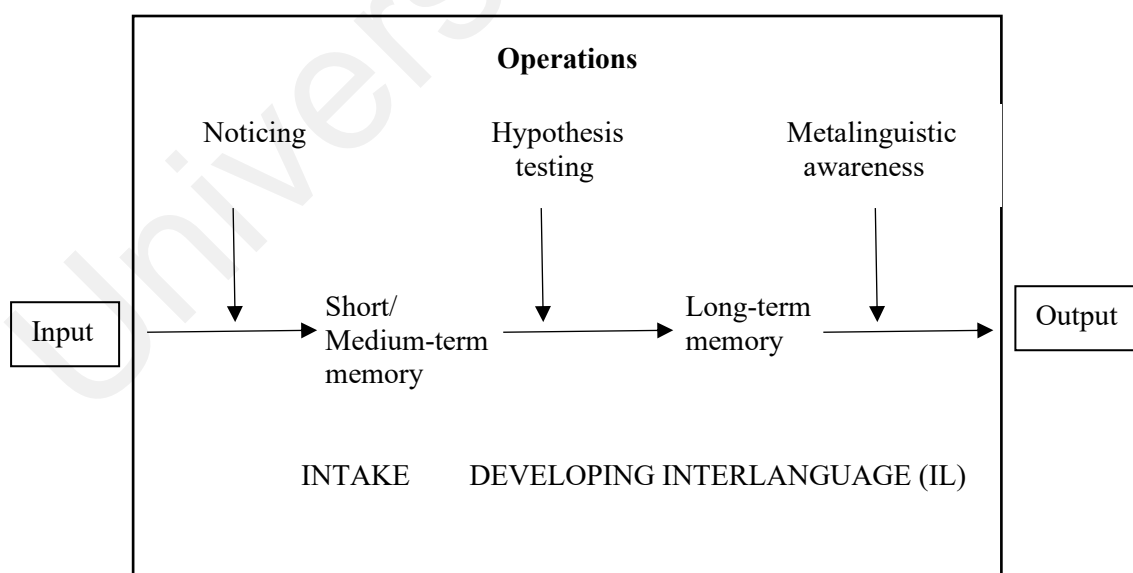 Operations
Noticing
Hypothesis
testing
Metalinguistic
awareness
Input
Short/
Medium-term
memory
Long-term
memory
Output
INTAKE DEVELOPING INTERLANGUAGE (IL)
Univers